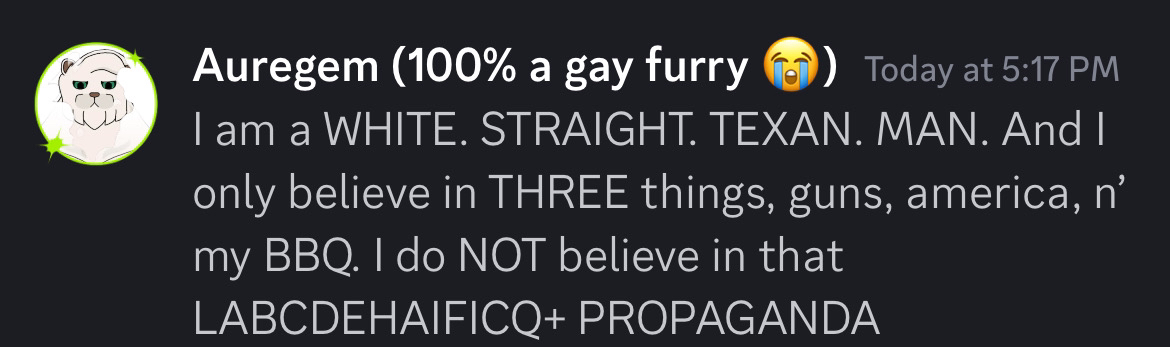 Auregem (100% a gay furry 😭) Today at 5:17 PM
I am a WHITE. STRAIGHT. TEXAN. MAN. And I
only believe in THREE things, guns, america, n’
my BBQ. I do NOT believe in that
LABCDEHAIFICQ+ PROPAGANDA